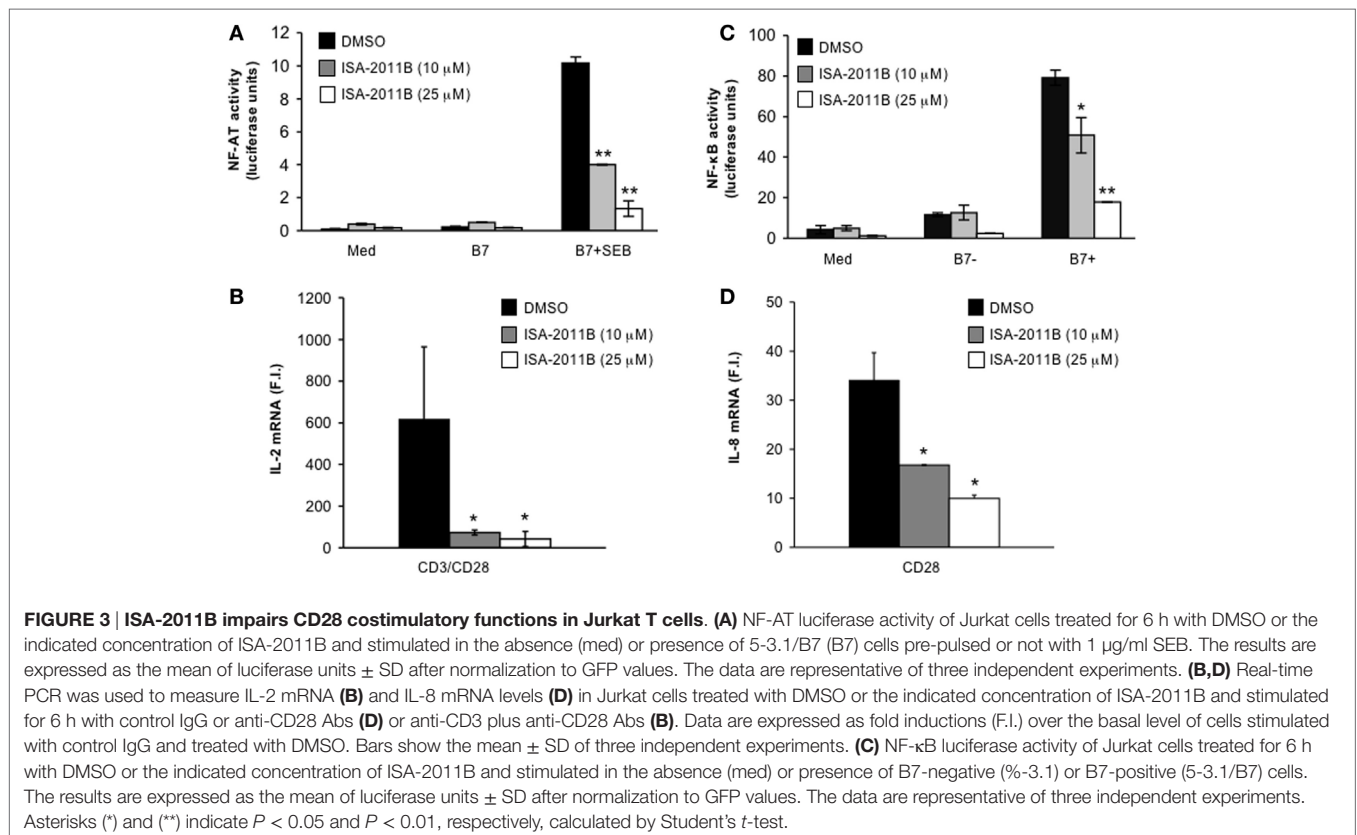 A
DMSO
ISA-2011B (10 μM)
ISA-2011B (25 μM)
NF-AT activity
(luciferase units)
12
10
8
6
4
2
0
**
**
Med
B7
B7+SEB
C
DMSO
ISA-2011B (10 μM)
ISA-2011B (25 μM)
NF-κB activity
(luciferase units)
100
80
60
40
20
0
*
**
Med
B7-
B7+
B
DMSO
ISA-2011B (10 μM)
ISA-2011B (25 μM)
IL-2 mRNA (F.I.)
1200
1000
800
600
400
200
0
*
*
CD3/CD28
D
DMSO
ISA-2011B (10 μM)
ISA-2011B (25 μM)
IL-8 mRNA (F.I.)
50
40
30
20
10
0
*
*
CD28
FIGURE 3 | ISA-2011B impairs CD28 costimulatory functions in Jurkat T cells. (A) NF-AT luciferase activity of Jurkat cells treated for 6 h with DMSO or the
indicated concentration of ISA-2011B and stimulated in the absence (med) or presence of 5-3.1/B7 (B7) cells pre-pulsed or not with 1 μg/ml SEB. The results are
expressed as the mean of luciferase units ± SD after normalization to GFP values. The data are representative of three independent experiments. (B,D) Real-time
PCR was used to measure IL-2 mRNA (B) and IL-8 mRNA levels (D) in Jurkat cells treated with DMSO or the indicated concentration of ISA-2011B and stimulated
for 6 h with control IgG or anti-CD28 Abs (D) or anti-CD3 plus anti-CD28 Abs (B). Data are expressed as fold inductions (F.I.) over the basal level of cells stimulated
with control IgG and treated with DMSO. Bars show the mean ± SD of three independent experiments. (C) NF-κB luciferase activity of Jurkat cells treated for 6 h
with DMSO or the indicated concentration of ISA-2011B and stimulated in the absence (med) or presence of B7-negative (%-3.1) or B7-positive (5-3.1/B7) cells.
The results are expressed as the mean of luciferase units ± SD after normalization to GFP values. The data are representative of three independent experiments.
Asterisks (*) and (**) indicate P < 0.05 and P < 0.01, respectively, calculated by Student's t-test.